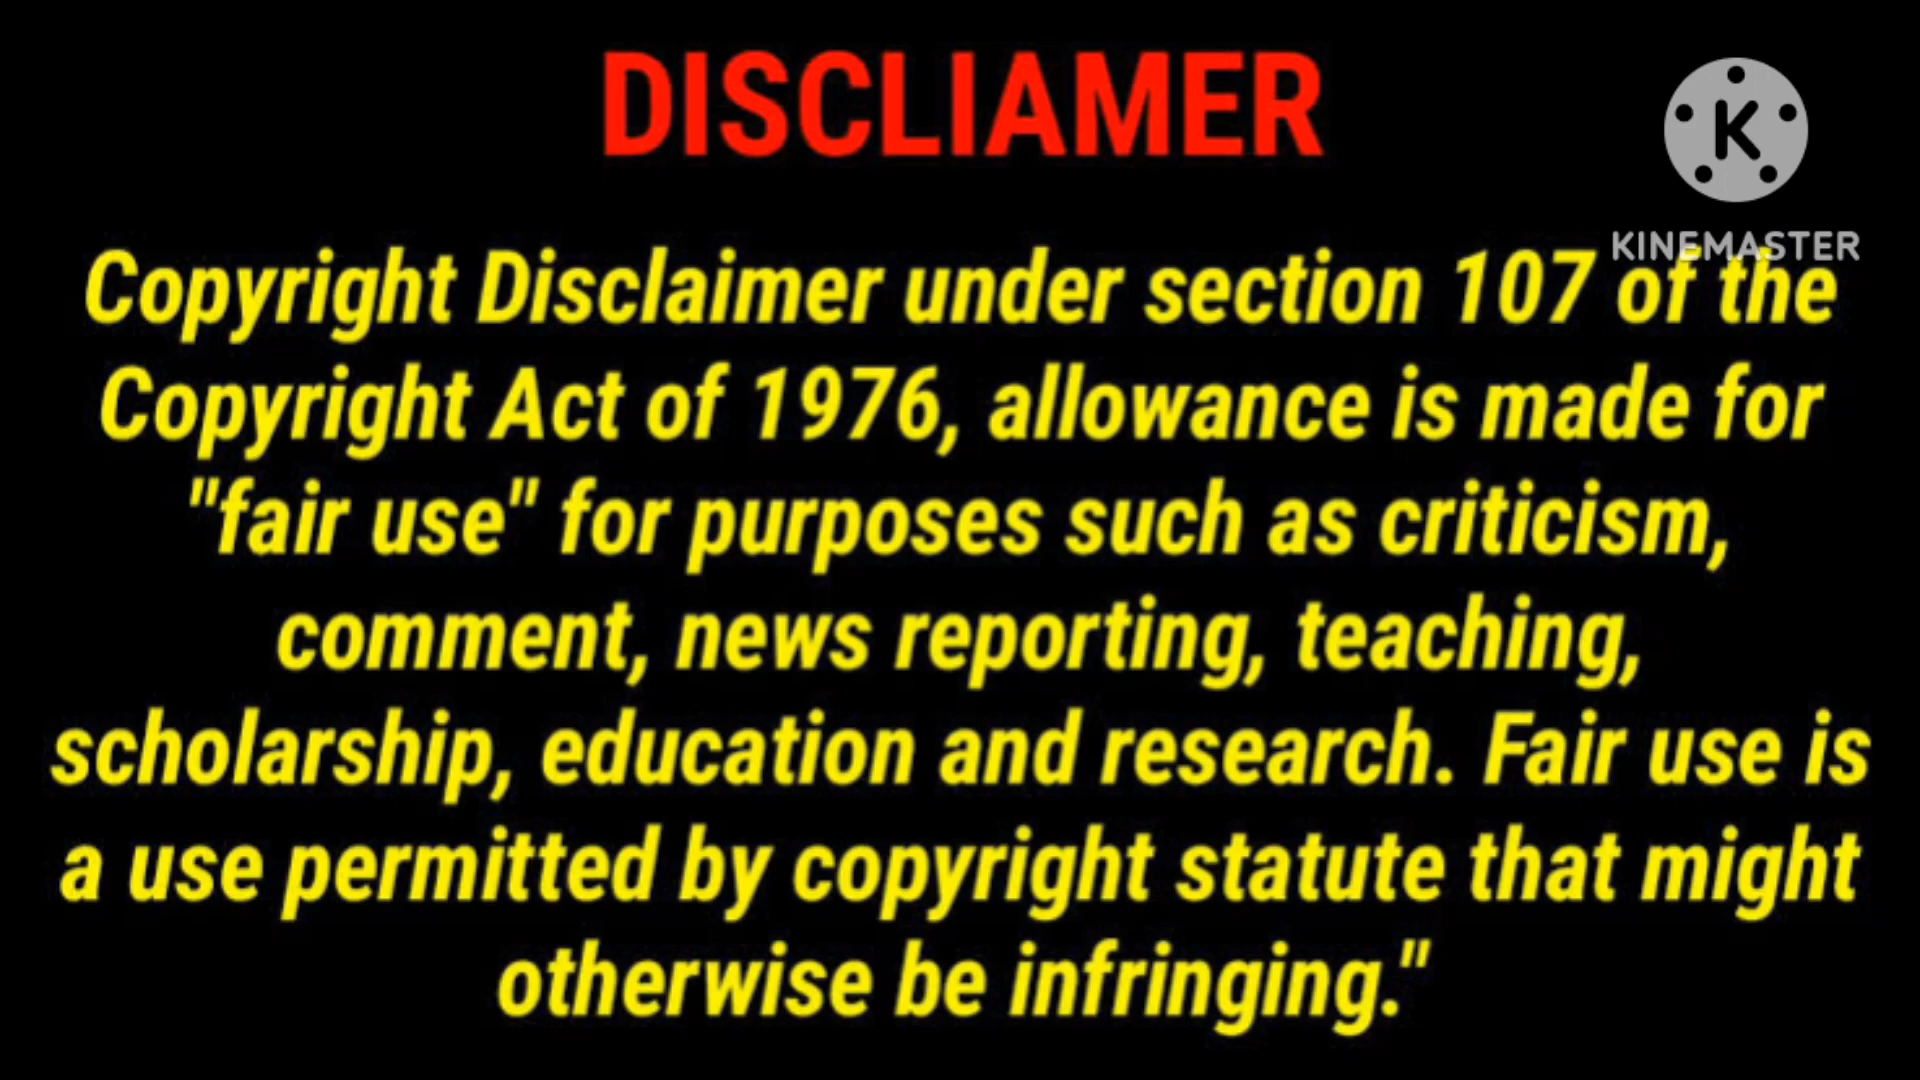 DISCLIAMER
K
KINEMASTER
Copyright Disclaimer under section 107 of the
Copyright Act of 1976, allowance is made for
"fair use" for purposes such as criticism,
comment, news reporting, teaching,
scholarship, education and research. Fair use is
a use permitted by copyright statute that might
otherwise be infringing."